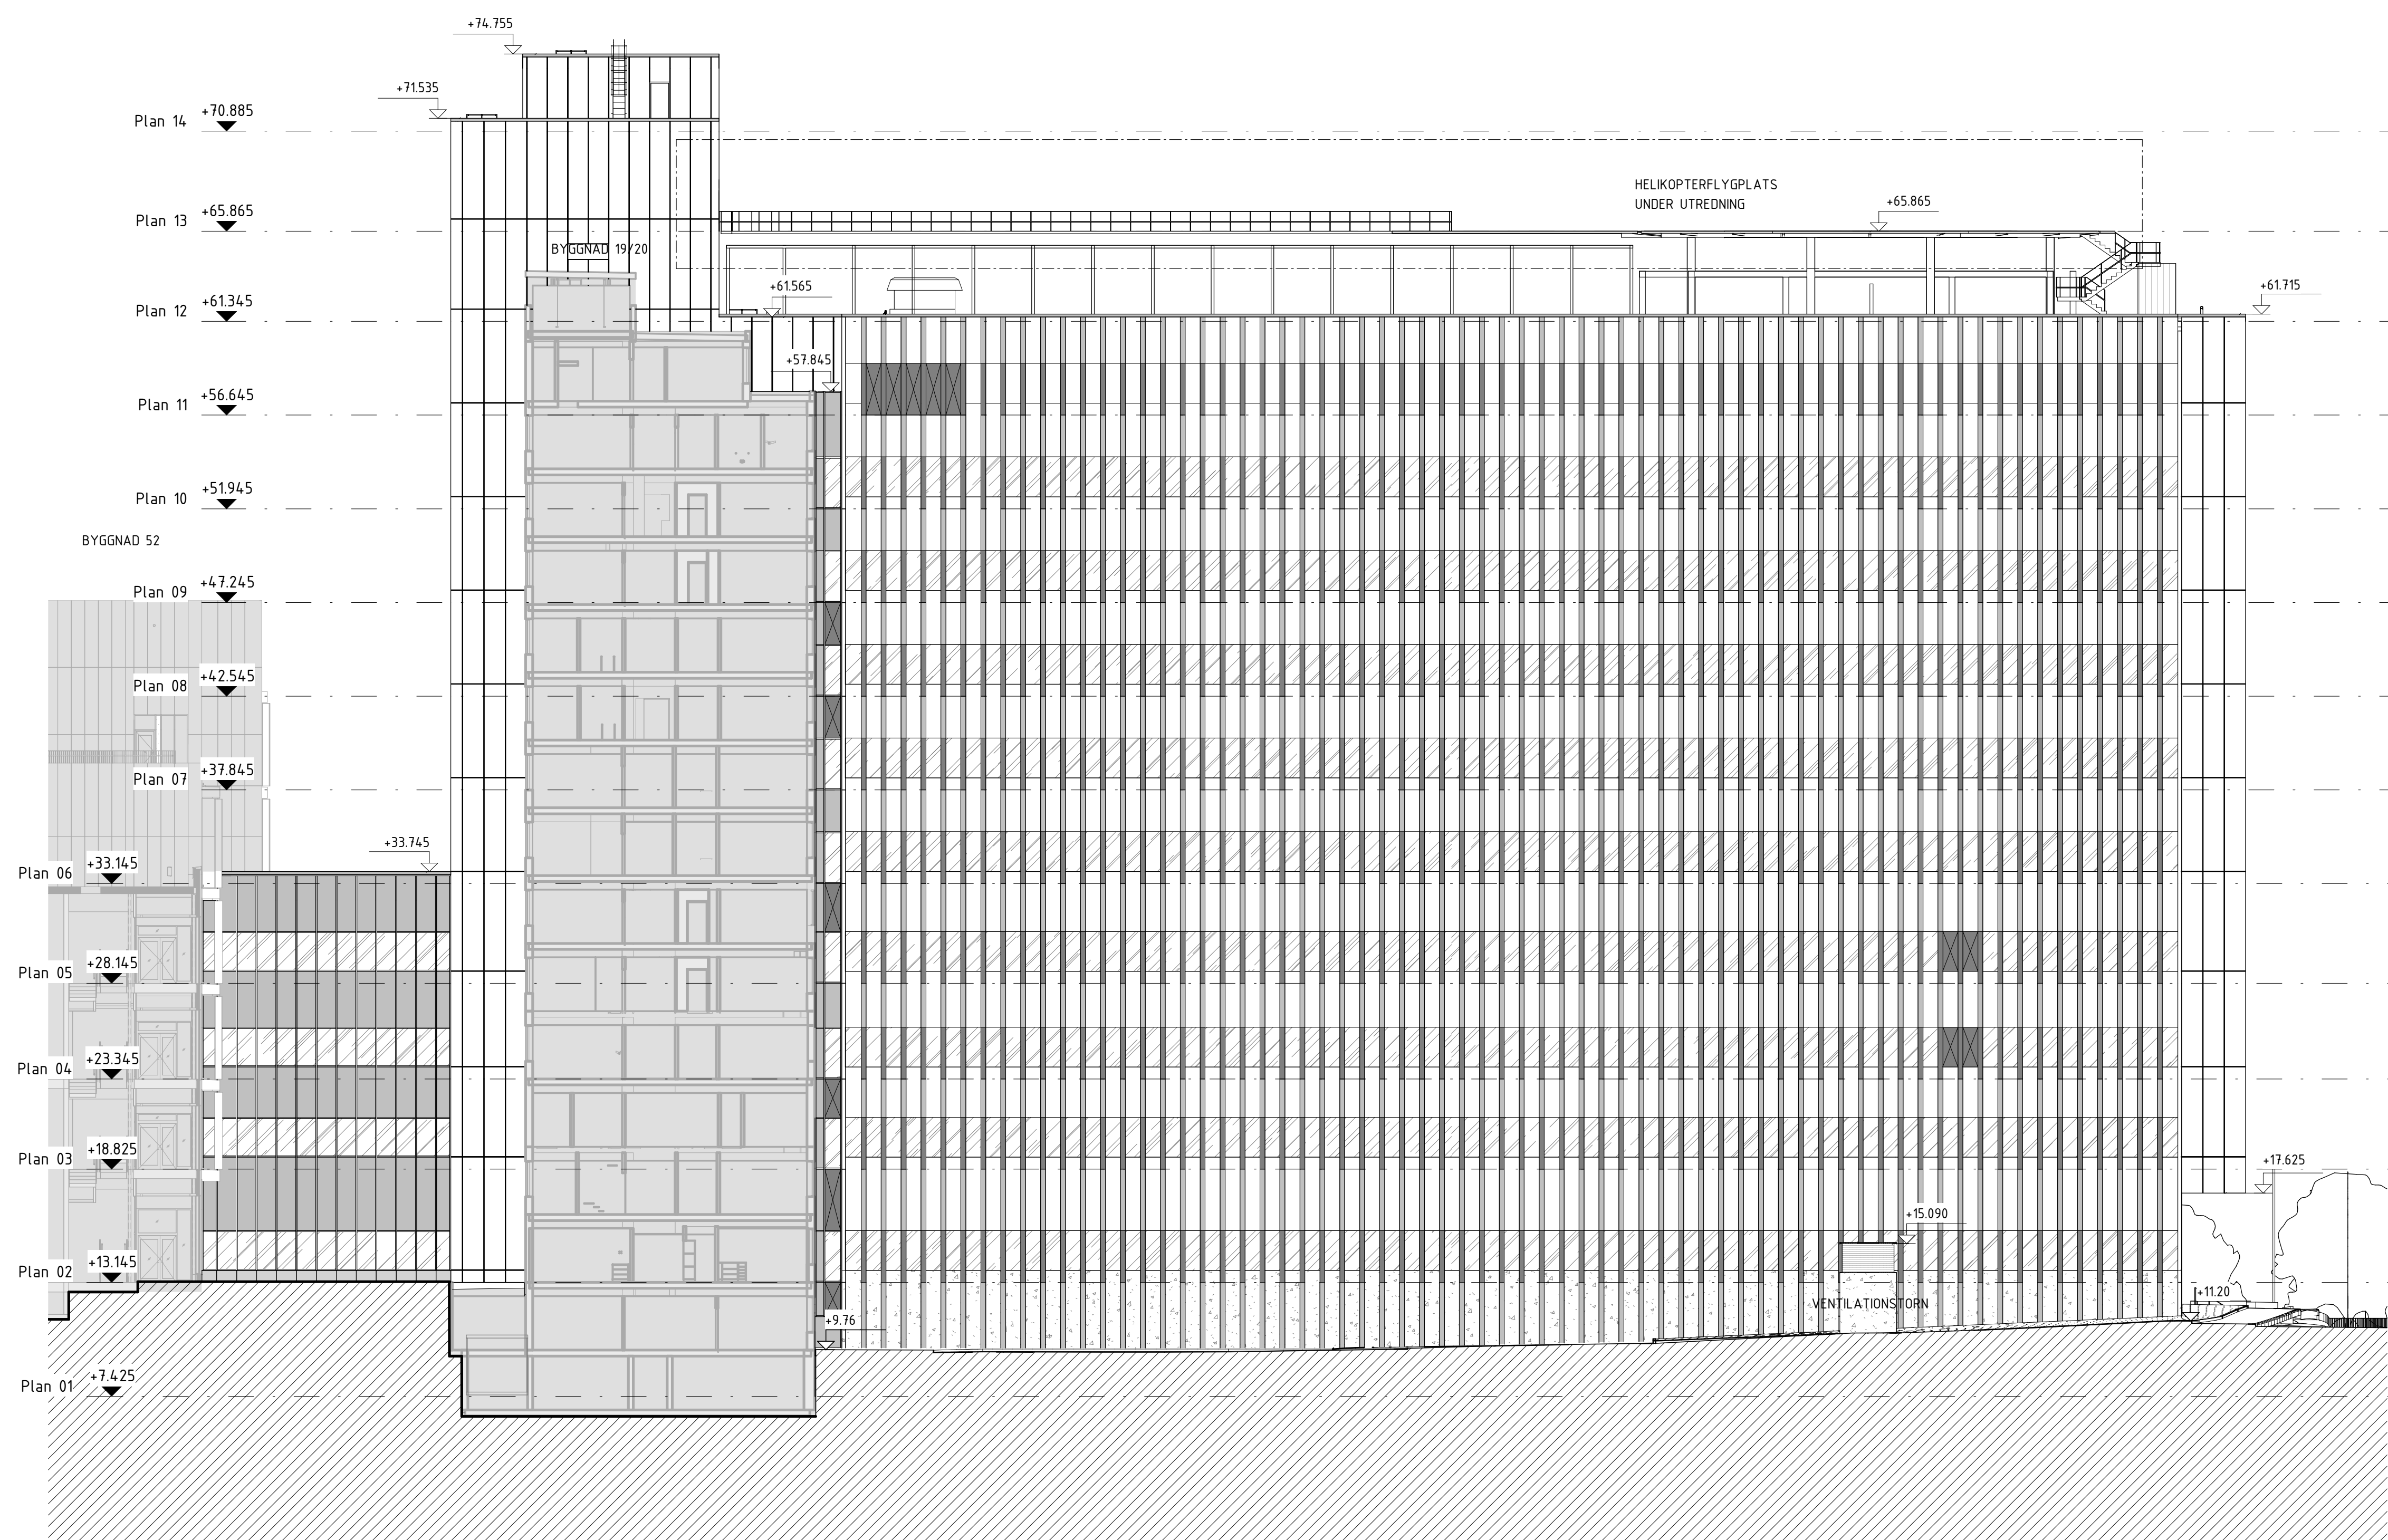 +74.755
+71.535
Plan 14 +70.885
HELIKOPTERFLYGPLATS
UNDER UTREDNING
+65.865
Plan 13 +65.865
BYGGNAD 19/20
+61.565
+61.715
Plan 12 +61.345
+57.845
Plan 11 +56.645
Plan 10 +51.945
BYGGNAD 52
Plan 09 +47.245
Plan 08 +42.545
Plan 07 +37.845
+33.745
Plan 06 +33.145
Plan 05 +28.145
Plan 04 +23.345
Plan 03 +18.825
+17.625
+15.090
Plan 02 +13.145
+11.20
VENTILATIONSTORN
+9.76
Plan 01 +7.425